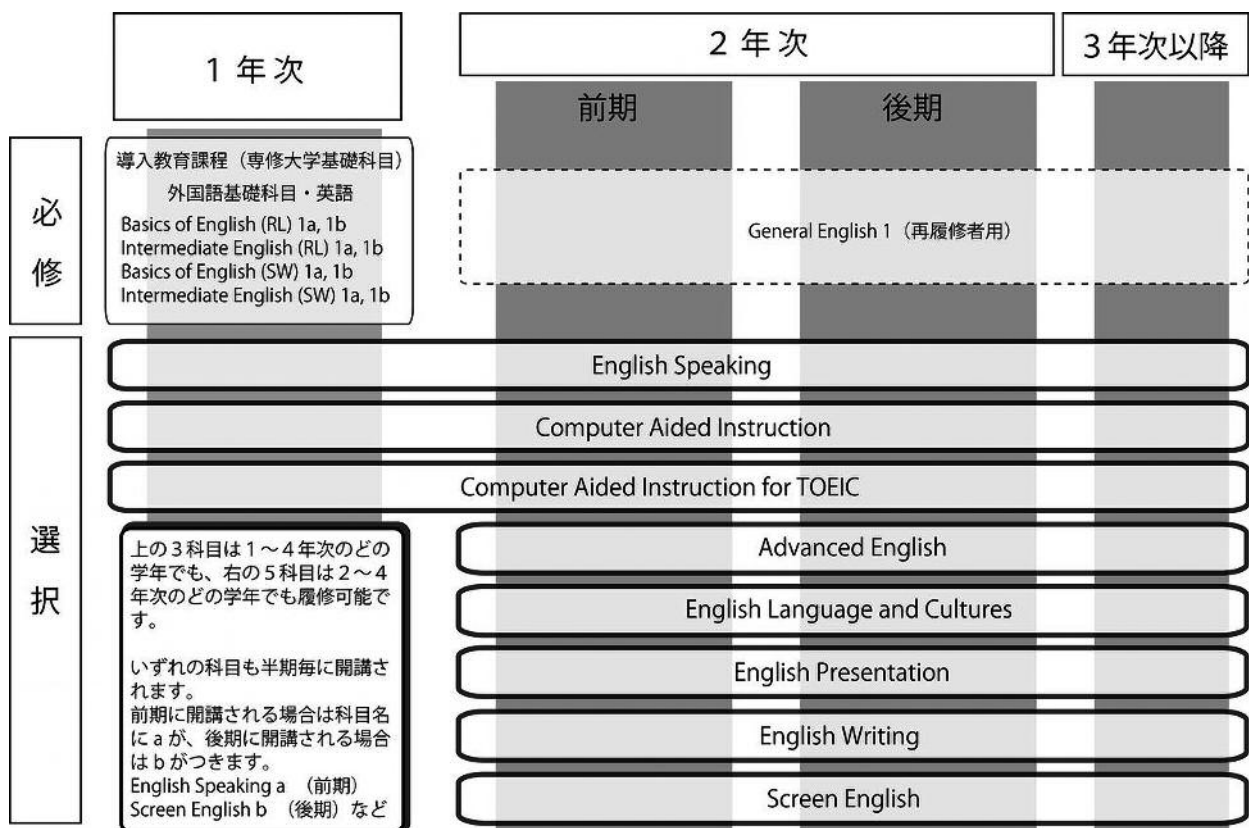 1年次
2年次
3年次以降
前期
後期
必修
導入教育課程（専修大学基礎科目）
外国語基礎科目・英語
Basics of English (RL) 1a, 1b
Intermediate English (RL) 1a, 1b
Basics of English (SW) 1a, 1b
Intermediate English (SW) 1a, 1b
General English 1（再履修者用）
選択
English Speaking
Computer Aided Instruction
Computer Aided Instruction for TOEIC
上の3科目は1～4年次のどの
学年でも、右の5科目は2～4
年次のどの学年でも履修可能で
す。
いずれの科目も半期毎に開講さ
れます。
前期に開講される場合は科目名
に a が、後期に開講される場合
は b がつきます。
English Speaking a （前期）
Screen English b （後期）など
Advanced English
English Language and Cultures
English Presentation
English Writing
Screen English